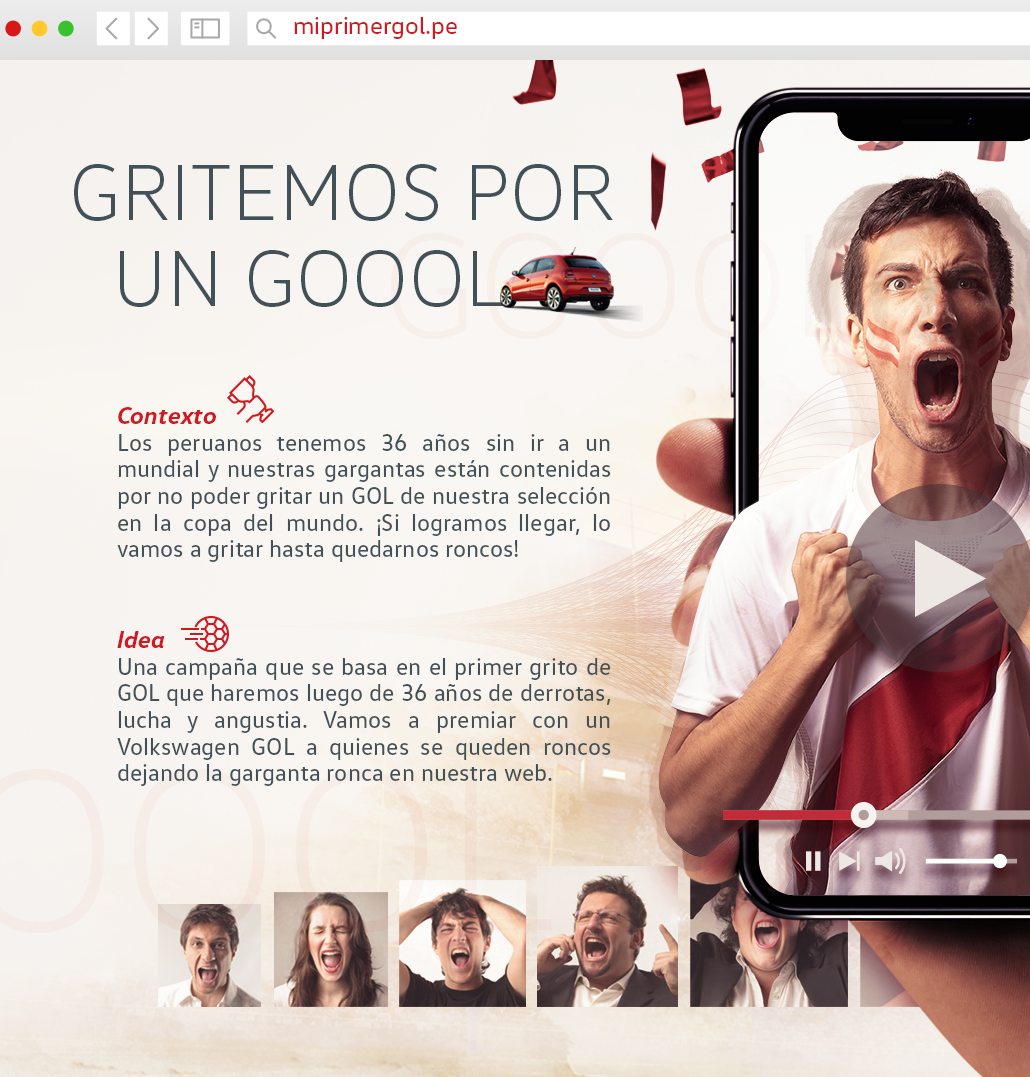 miprimergol.pe
GRITEMOS POR
UN GOOOL
GOOOL
Contexto
Los peruanos tenemos 36 años sin ir a un
mundial y nuestras gargantas están contenidas
por no poder gritar un GOL de nuestra selección
en la copa del mundo. ¡Si logramos llegar, lo
vamos a gritar hasta quedarnos roncos!
Idea
Una campaña que se basa en el primer grito de
GOL que haremos luego de 36 años de derrotas,
lucha y angustia. Vamos a premiar con un
Volkswagen GOL a quienes se queden roncos
dejando la garganta ronca en nuestra web.
OOOL